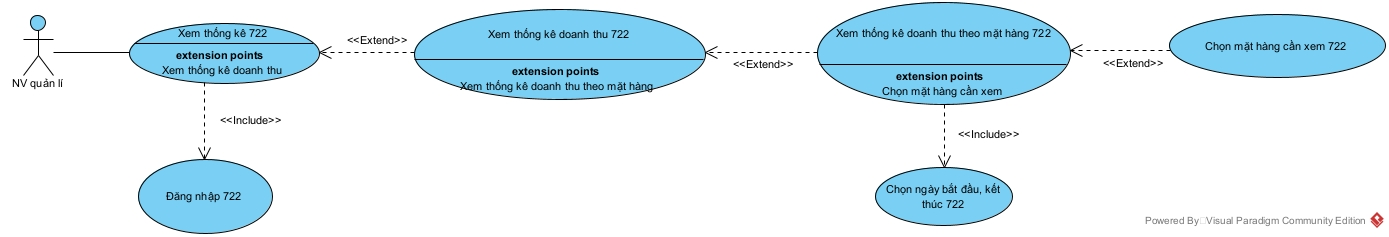 NV quản lí
Xem thống kê 722
extension points
Xem thống kê doanh thu
<<Extend>>
Xem thống kê doanh thu 722
extension points
Xem thống kê doanh thu theo mặt hàng
<<Extend>>
Xem thống kê doanh thu theo mặt hàng 722
extension points
Chọn mặt hàng cần xem
<<Extend>>
Chọn mặt hàng cần xem 722
<<Include>>
Đăng nhập 722
<<Include>>
Chọn ngày bắt đầu, kết
thúc 722
Powered By Visual Paradigm Community Edition